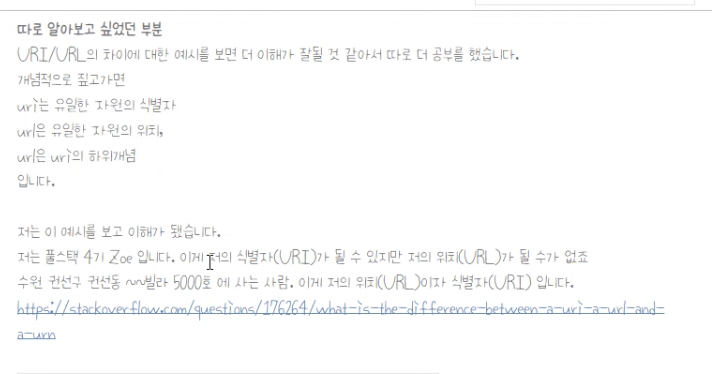 따로 알아보고 싶었던 부분
URI/URL의 차이에 대한 예시를 보면 더 이해가 잘될 것 같아서 따로 더 공부를 했습니다.
개념적으로 짚고가면
uri는 유일한 자원의 식별자
url은 유일한 자원의 위치,
url은 uri의 하위개념
입니다.
저는 이 예시를 보고 이해가 됐습니다.
저는 풀스택 4기 Zoe 입니다. 이게 저의 식별자(URI)가 될 수 있지만 저의 위치(URL)가 될 수가 없죠
수원 권선구 권선동 ~~빌라 5000호 에 사는 사람. 이게 저의 위치(URL)이자 식별자(URI) 입니다.
https://stackoverflow.com/questions/176264/what-is-the-difference-between-a-uri-a-url-and-
a-urn